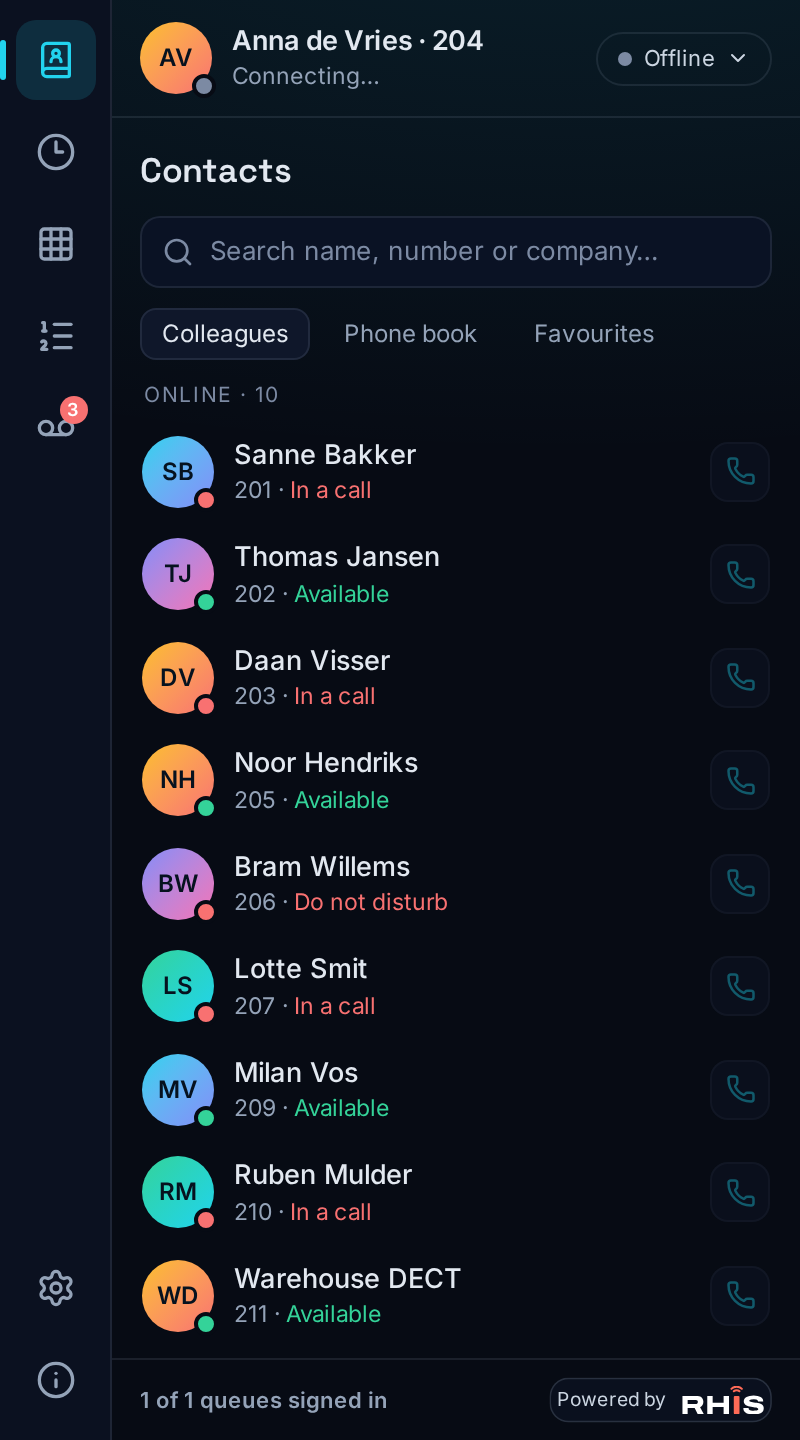 AV
Anna de Vries · 204
Connecting...
Offline
Contacts
Search name, number or company...
Colleagues
Phone book
Favourites
ONLINE · 10
1
2
3
SB
Sanne Bakker
201 · In a call
TJ
Thomas Jansen
202 · Available
DV
Daan Visser
203 · In a call
NH
Noor Hendriks
205 · Available
BW
Bram Willems
206 · Do not disturb
LS
Lotte Smit
207 · In a call
MV
Milan Vos
209 · Available
RM
Ruben Mulder
210 · In a call
WD
Warehouse DECT
211 · Available
1 of 1 queues signed in
Powered by RHiS